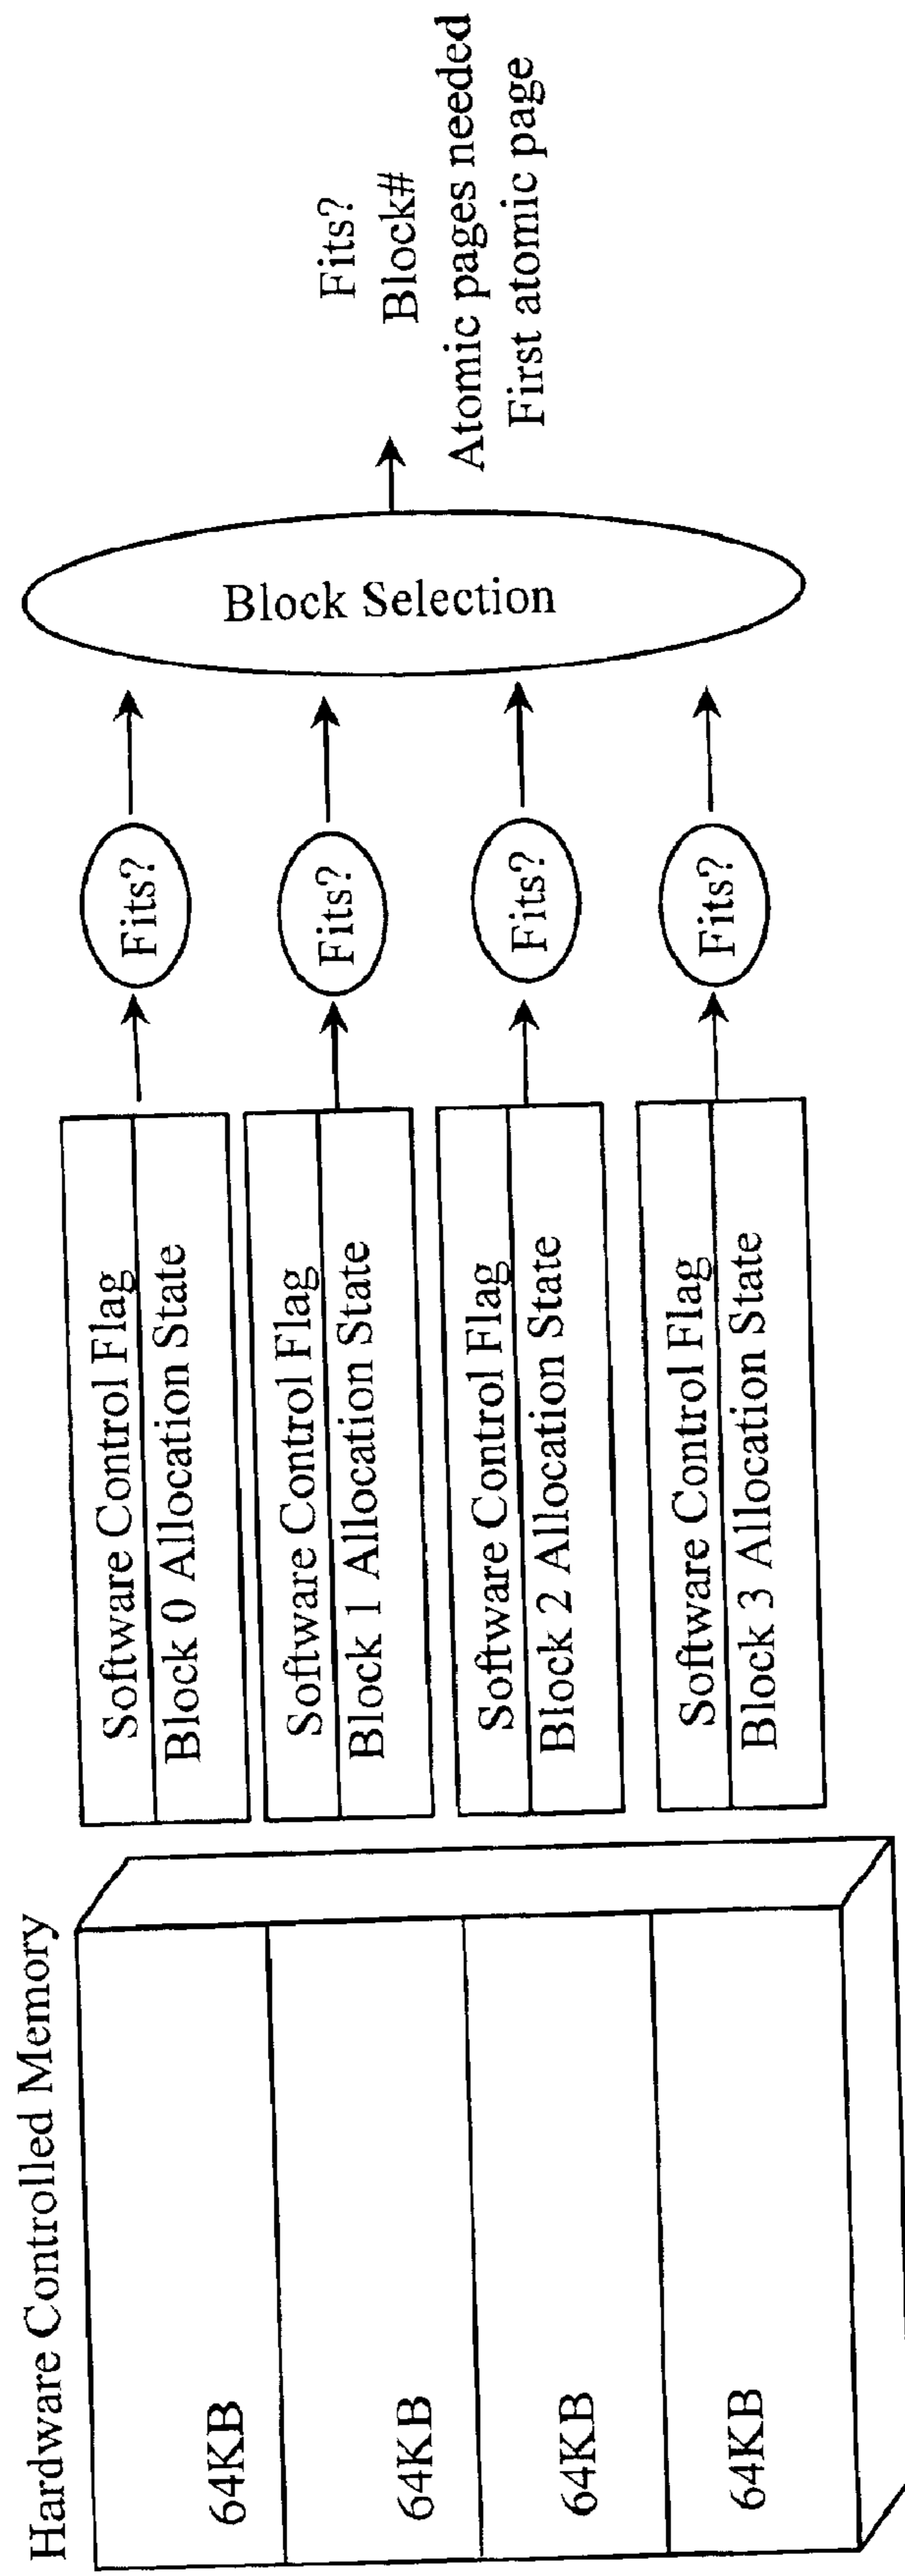 Hardware Controlled Memory
64KB
64KB
64KB
64KB
Software Control Flag
Block 0 Allocation State
Software Control Flag
Block 1 Allocation State
Software Control Flag
Block 2 Allocation State
Software Control Flag
Block 3 Allocation State
Fits?
Fits?
Fits?
Fits?
Block Selection
Fits?
Block#
Atomic pages needed
First atomic page